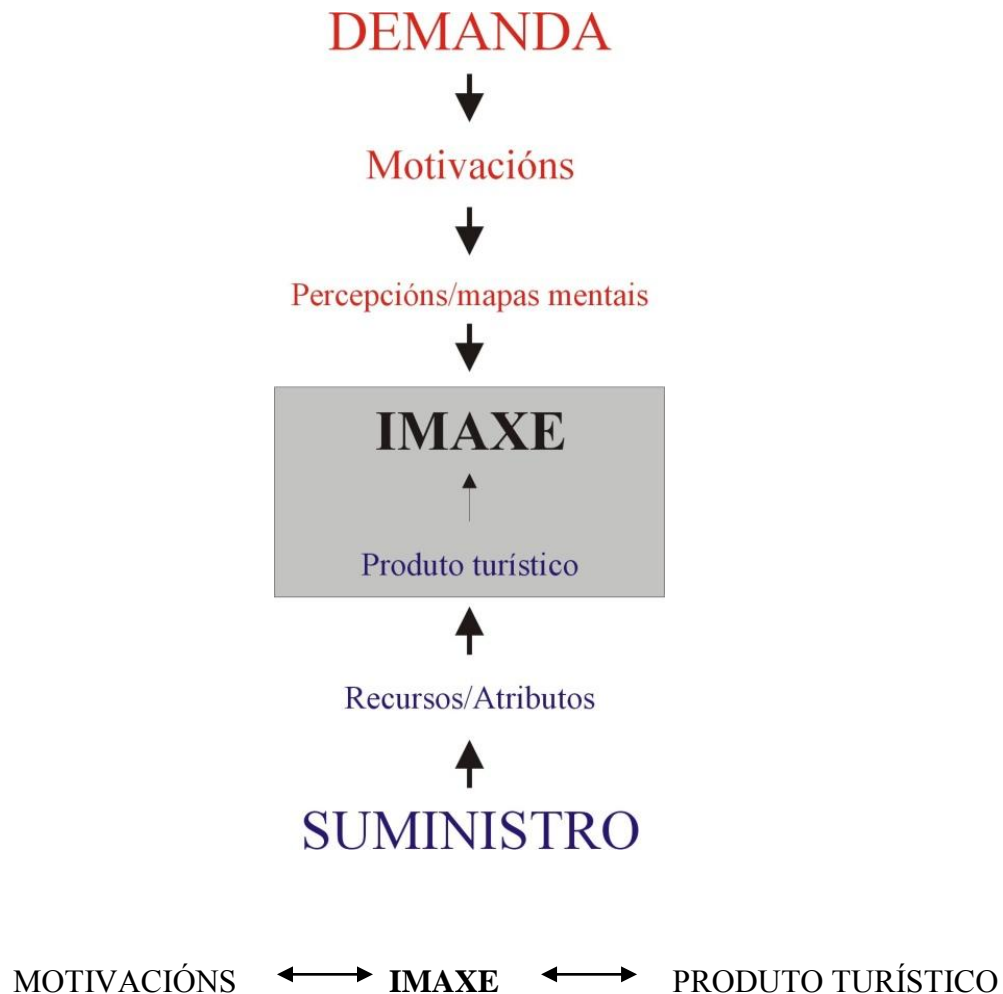 DEMANDA
Motivacións
Percepcións/mapas mentais
IMAXE
Produto turístico
Recursos/Atributos
SUMINISTRO
MOTIVACIÓNS IMAXE PRODUTO TURÍSTICO